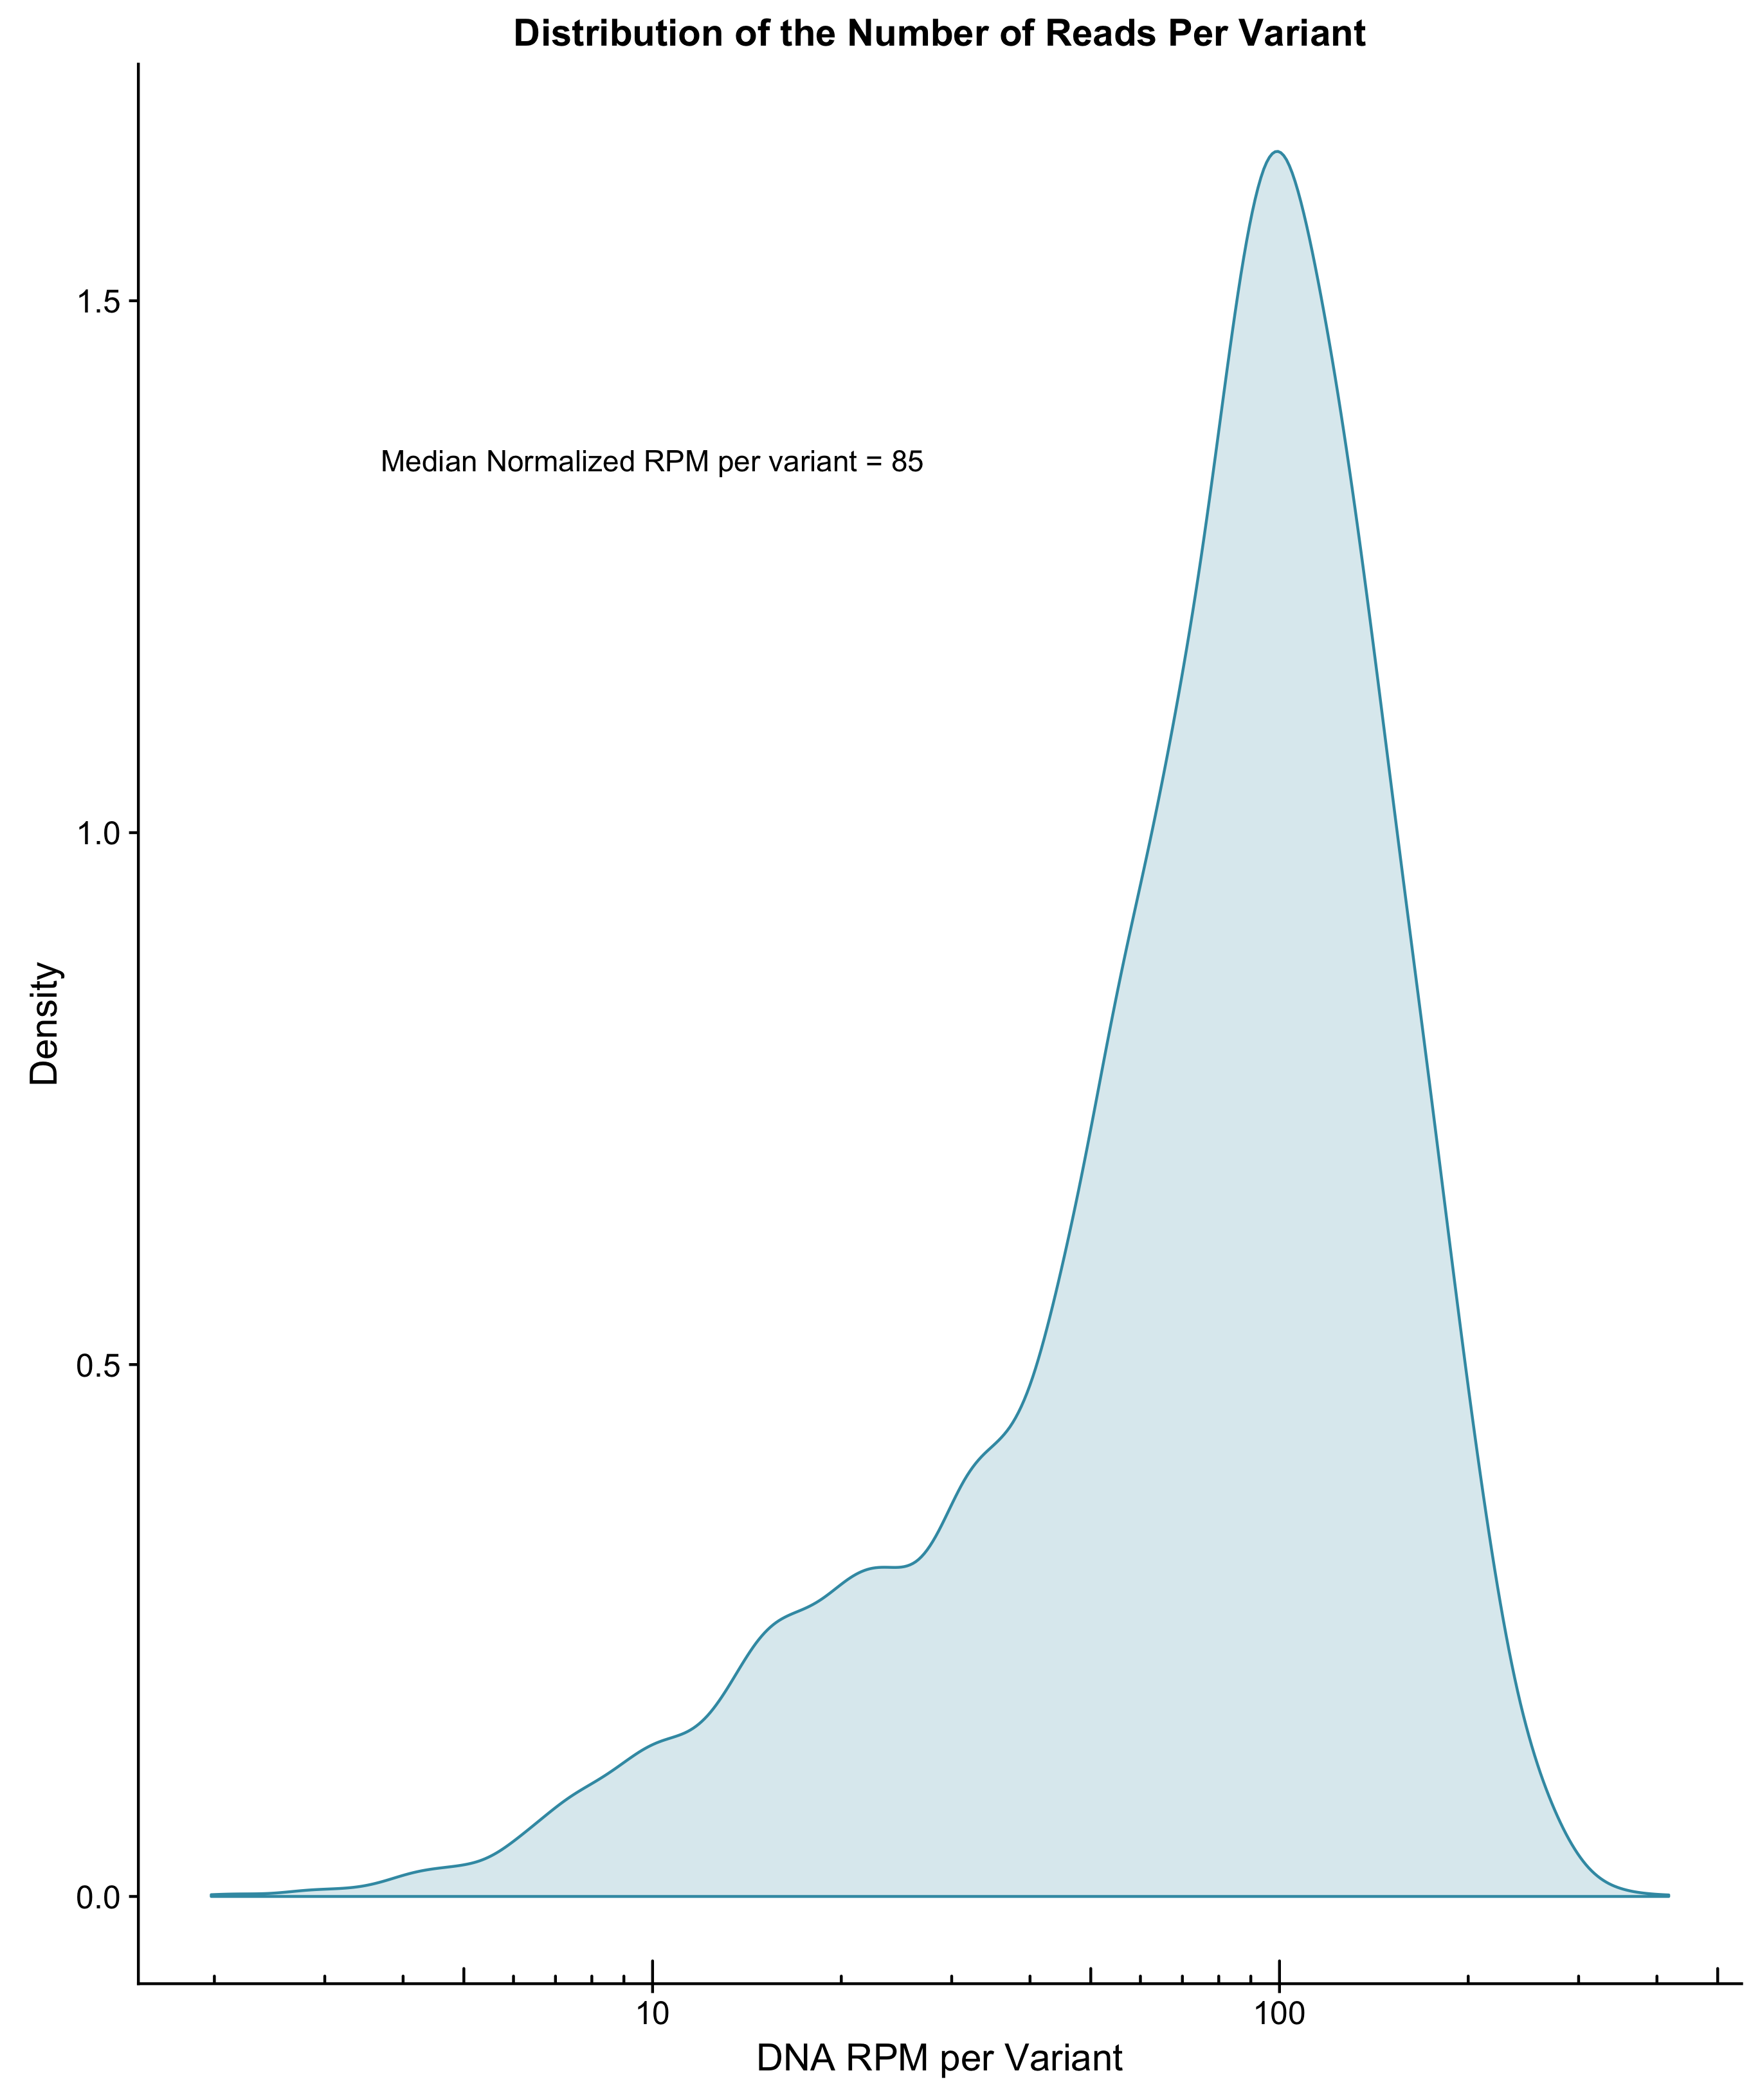 Distribution of the Number of Reads Per Variant
1.5
Median Normalized RPM per variant = 85
1.0
Density
0.5
0.0
10
100
DNA RPM per Variant